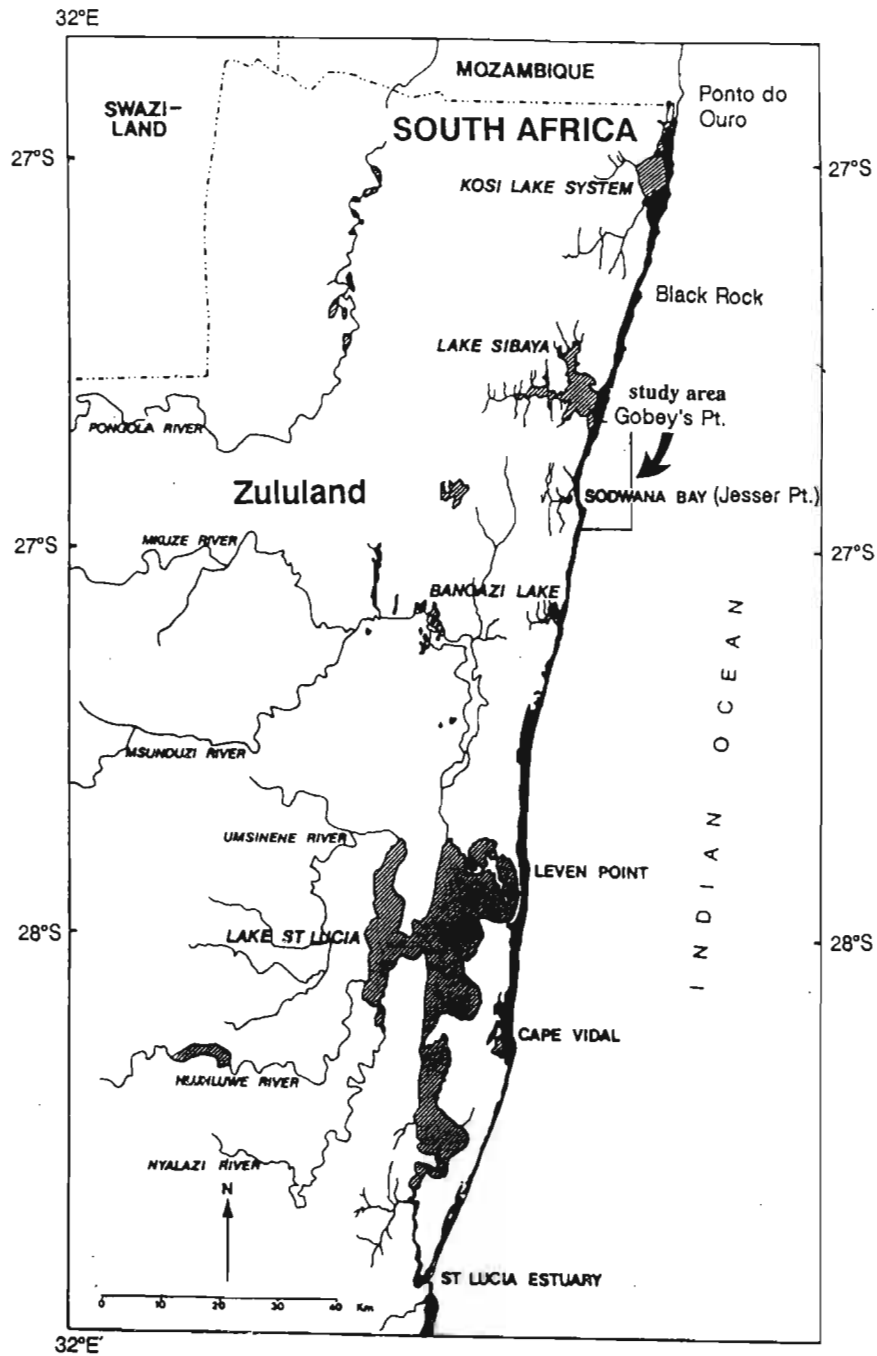 32°E
MOZAMBIQUE
SWAZI-
LAND
Ponto do
Ouro
SOUTH AFRICA
27°S
27°S
KOSI LAKE SYSTEM
Black Rock
LAKE SIBAYA
study area
Gobey's Pt.
PONGOLA RIVER
Zululand
SODWANA BAY (Jesser Pt.)
MKUZE RIVER
27°S
27°S
BANGAZI LAKE
INDIAN OCEAN
MSUNDUZI RIVER
UMSINENE RIVER
LEVEN POINT
28°S
LAKE ST LUCIA
28°S
CAPE VIDAL
RIVER
NYALAZI RIVER
N
ST LUCIA ESTUARY
0 10 20 40 Km
32°E'